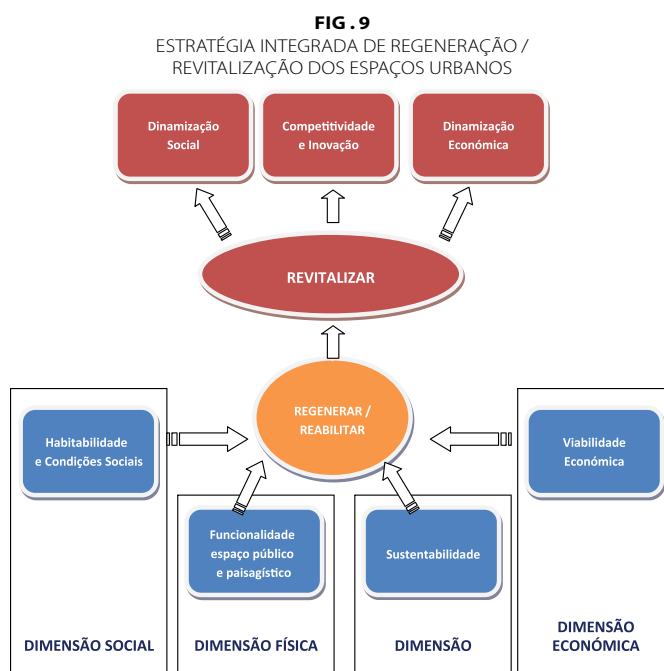 FIG.9
ESTRATÉGIA INTEGRADA DE REGENERAÇÃO /
REVITALIZAÇÃO DOS ESPAÇOS URBANOS
Dinamização
Social
Competitividade
e Inovação
Dinamização
Económica
REVITALIZAR
REGENERAR /
REABILITAR
Habitabilidade
e Condições Sociais
Viabilidade
Económica
Funcionalidade
espaço público
e paisagístico
Sustentabilidade
DIMENSÃO SOCIAL
DIMENSÃO FÍSICA
DIMENSÃO
DIMENSÃO
ECONÓMICA